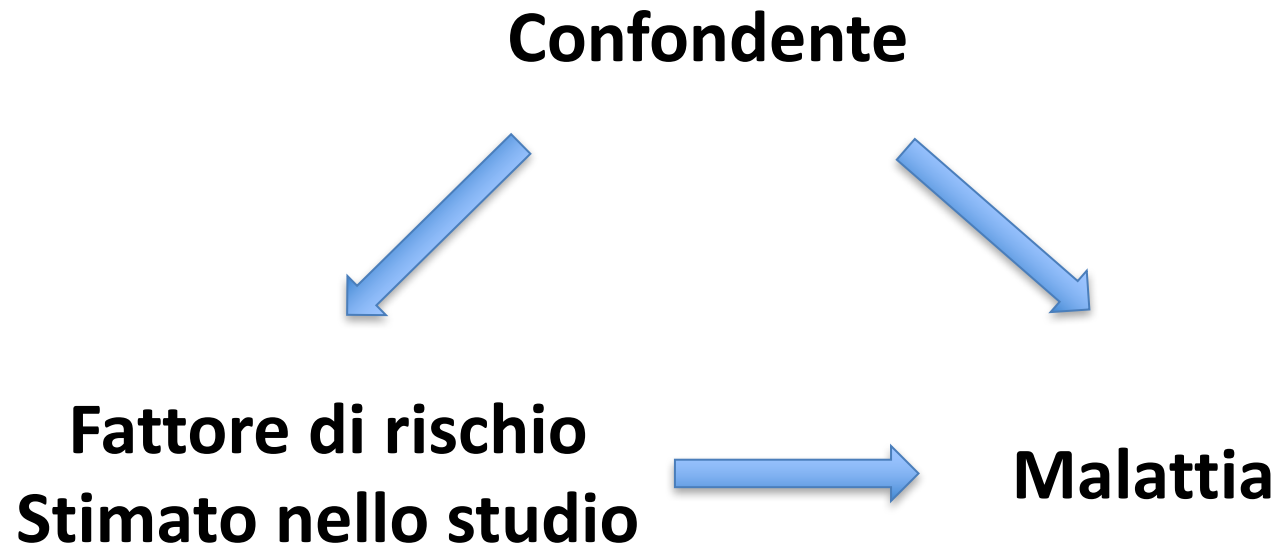 Confondente
Fattore di rischio
Stimato nello studio
Malattia